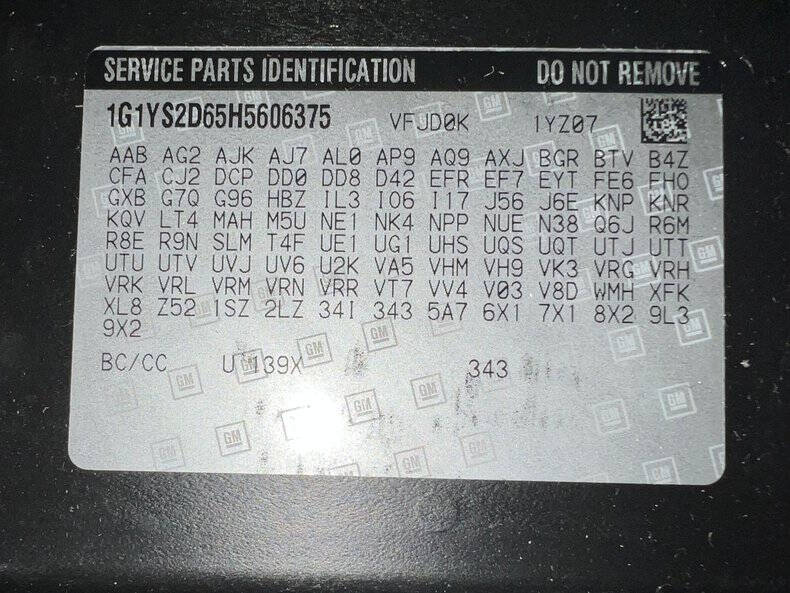 SERVICE PARTS IDENTIFICATION DO NOT REMOVE
1G1YS2D65H5606375 VFJD0K 1YZ07
AAB AG2 AJK AJ7 AL0 AP9 AQ9 AXJ BGR BTV B4Z
CFA CJ2 DCP DD0 DD8 D42 EFR EF7 EYT FE6 FHO
GXB G7Q G96 HBZ IL3 I06 I17 J56 J6E KNP KNR
KQV LT4 MAH M5U NE1 NK4 NPP NUE N38 Q6J R6M
R8E R9N SLM T4F UE1 UG1 UHS UQS UQT UTJ UTT
UTU UTV UVJ UV6 U2K VA5 VHM VH9 VK3 VRG VRH
VRK VRL VRM VRN VRR VT7 VV4 V03 V8D WMH XFK
XL8 Z52 1SZ 2LZ 34I 343 5A7 6X1 7X1 8X2 9L3
9X2
BC/CC U 139X 343